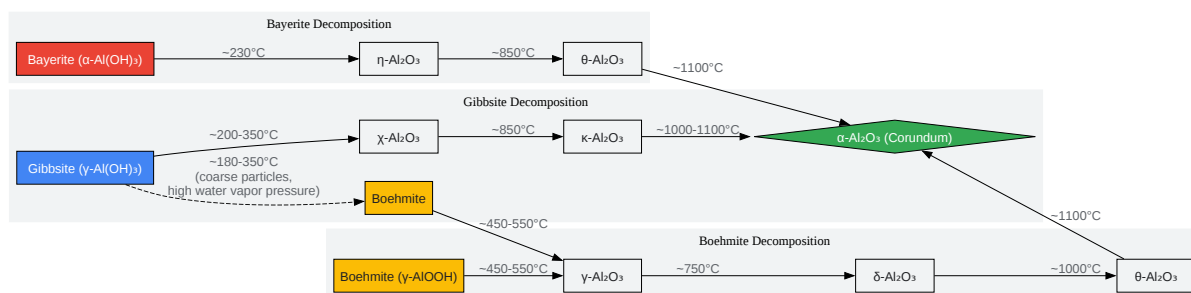 Bayerite Decomposition
Bayerite (α-Al(OH)₃)
~230°C
η-Al₂O₃
~850°C
θ-Al₂O₃
~1100°C
Gibbsite Decomposition
Gibbsite (γ-Al(OH)₃)
~200-350°C
χ-Al₂O₃
~850°C
κ-Al₂O₃
~1000-1100°C
α-Al₂O₃ (Corundum)
~180-350°C
(coarse particles,
high water vapor pressure)
Boehmite
~450-550°C
~1100°C
Boehmite Decomposition
Boehmite (γ-AlOOH)
~450-550°C
γ-Al₂O₃
~750°C
δ-Al₂O₃
~1000°C
θ-Al₂O₃